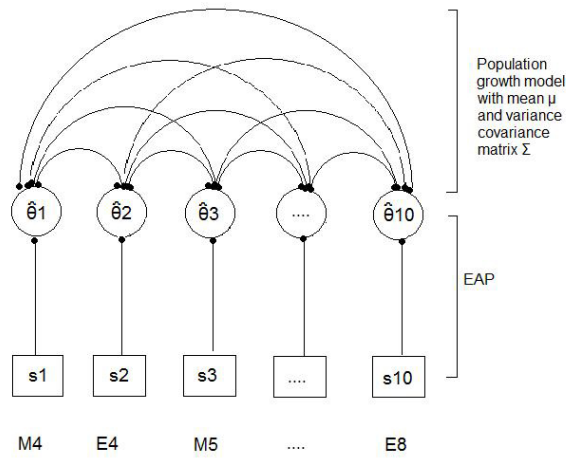 Population
growth model
with mean μ
and variance
covariance
matrix Σ
θ̂1 θ̂2 θ̂3 .... θ̂10
EAP
s1 s2 s3 .... s10
M4 E4 M5 .... E8